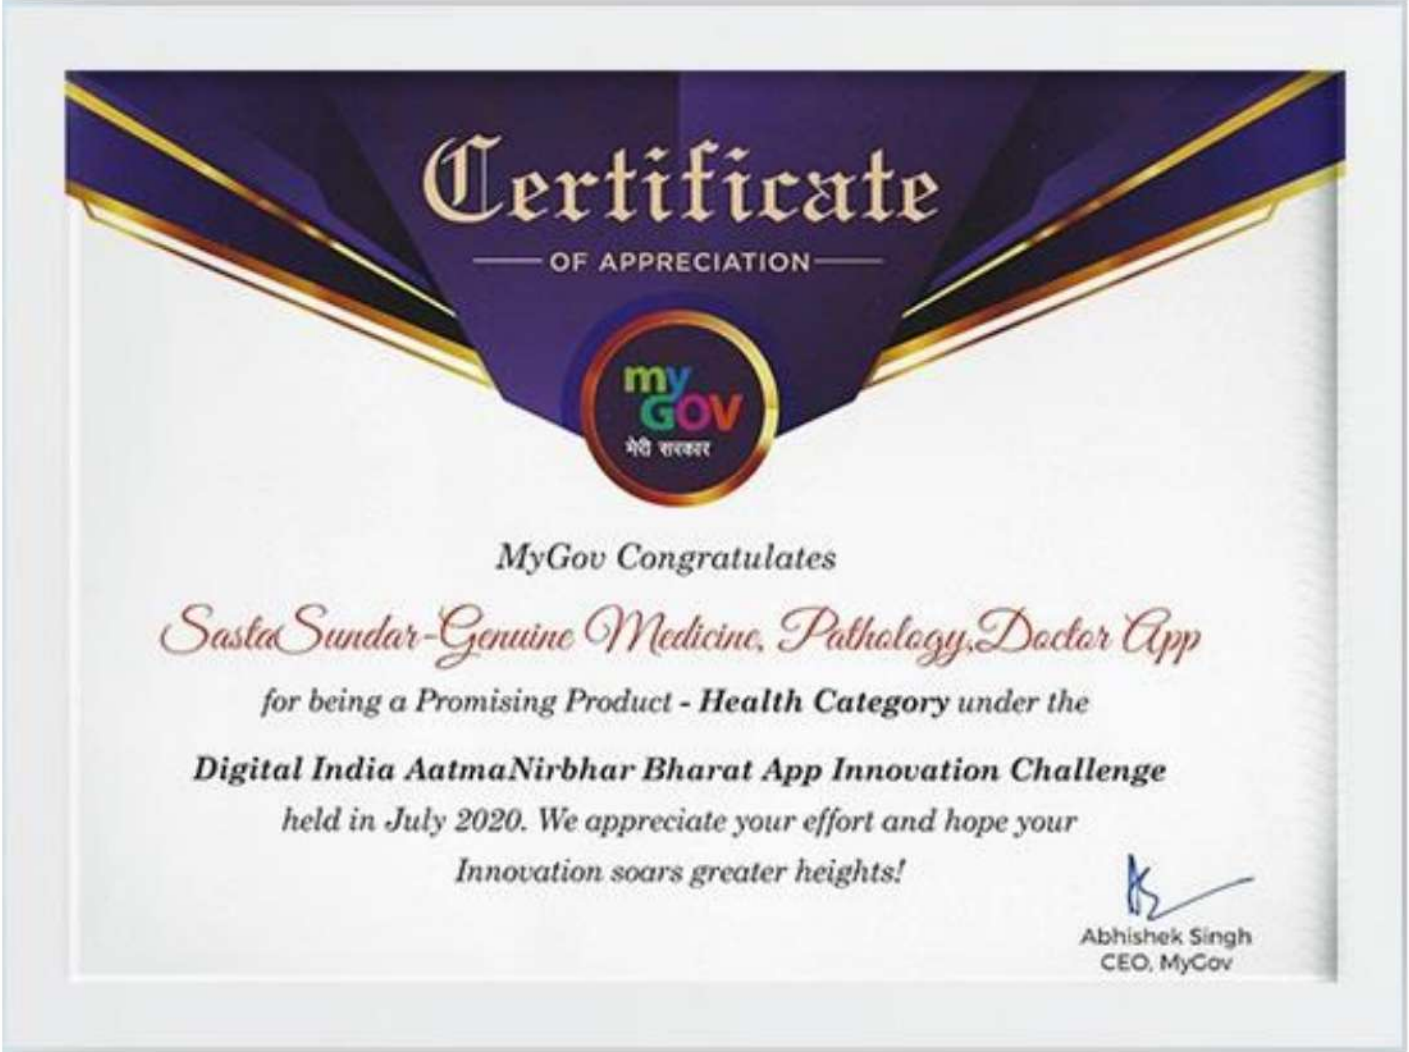 Certificate
OF APPRECIATION
my
GOV
मेरी सरकार
MyGov Congratulates
SastaSundar-Genuine Medicine, Pathology,Doctor App
for being a Promising Product - Health Category under the
Digital India AatmaNirbhar Bharat App Innovation Challenge
held in July 2020. We appreciate your effort and hope your
Innovation soars greater heights!
Abhishek Singh
CEO, MyGov